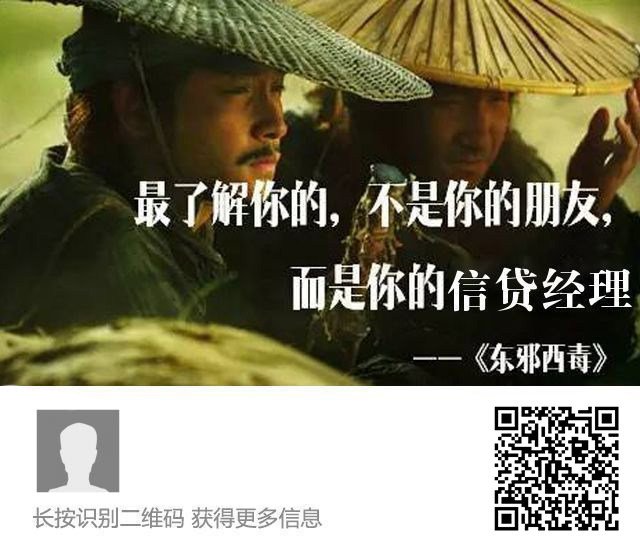 最了解你的，不是你的朋友，
而是你的信贷经理
——《东邪西毒》
长按识别二维码 获得更多信息